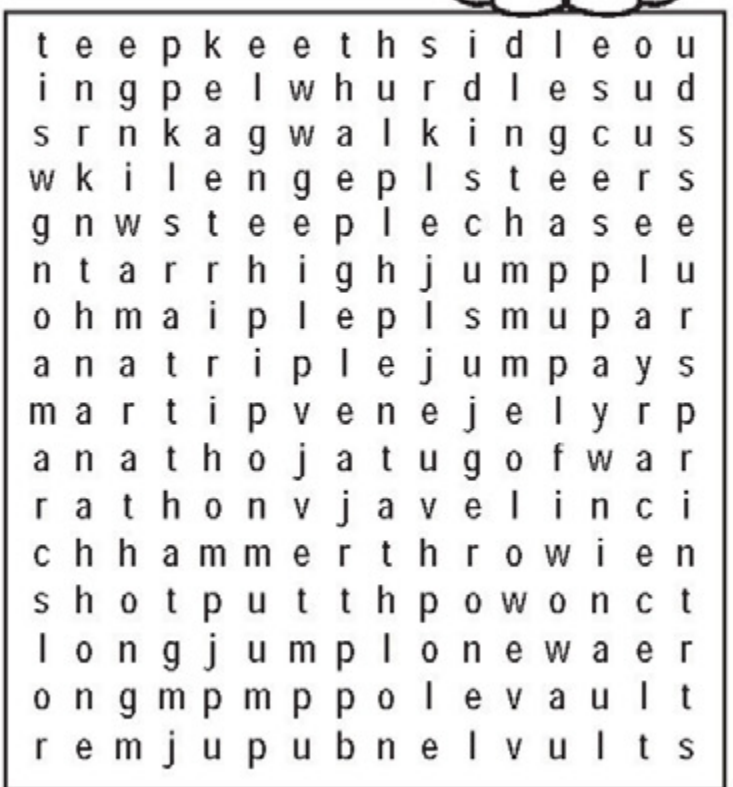 t e e p k e e t h s i d l e o u
i n g p e l w h u r d l e s u d
s r n k a g w a l k i n g c u s
w k i l e n g e p l s t e e r s
g n w s t e e p l e c h a s e e
n t a r r h i g h j u m p p l u
o h m a i p l e p l s m u p a r
a n a t r i p l e j u m p a y s
m a r t i p v e n e j e l y r p
a n a t h o j a t u g o f w a r
r a t h o n v j a v e l i n c i
c h h a m m e r t h r o w i e n
s h o t p u t t h p o w o n c t
l o n g j u m p l o n e w a e r
o n g m p m p p o l e v a u l t
r e m j u p u b n e l v u l t s